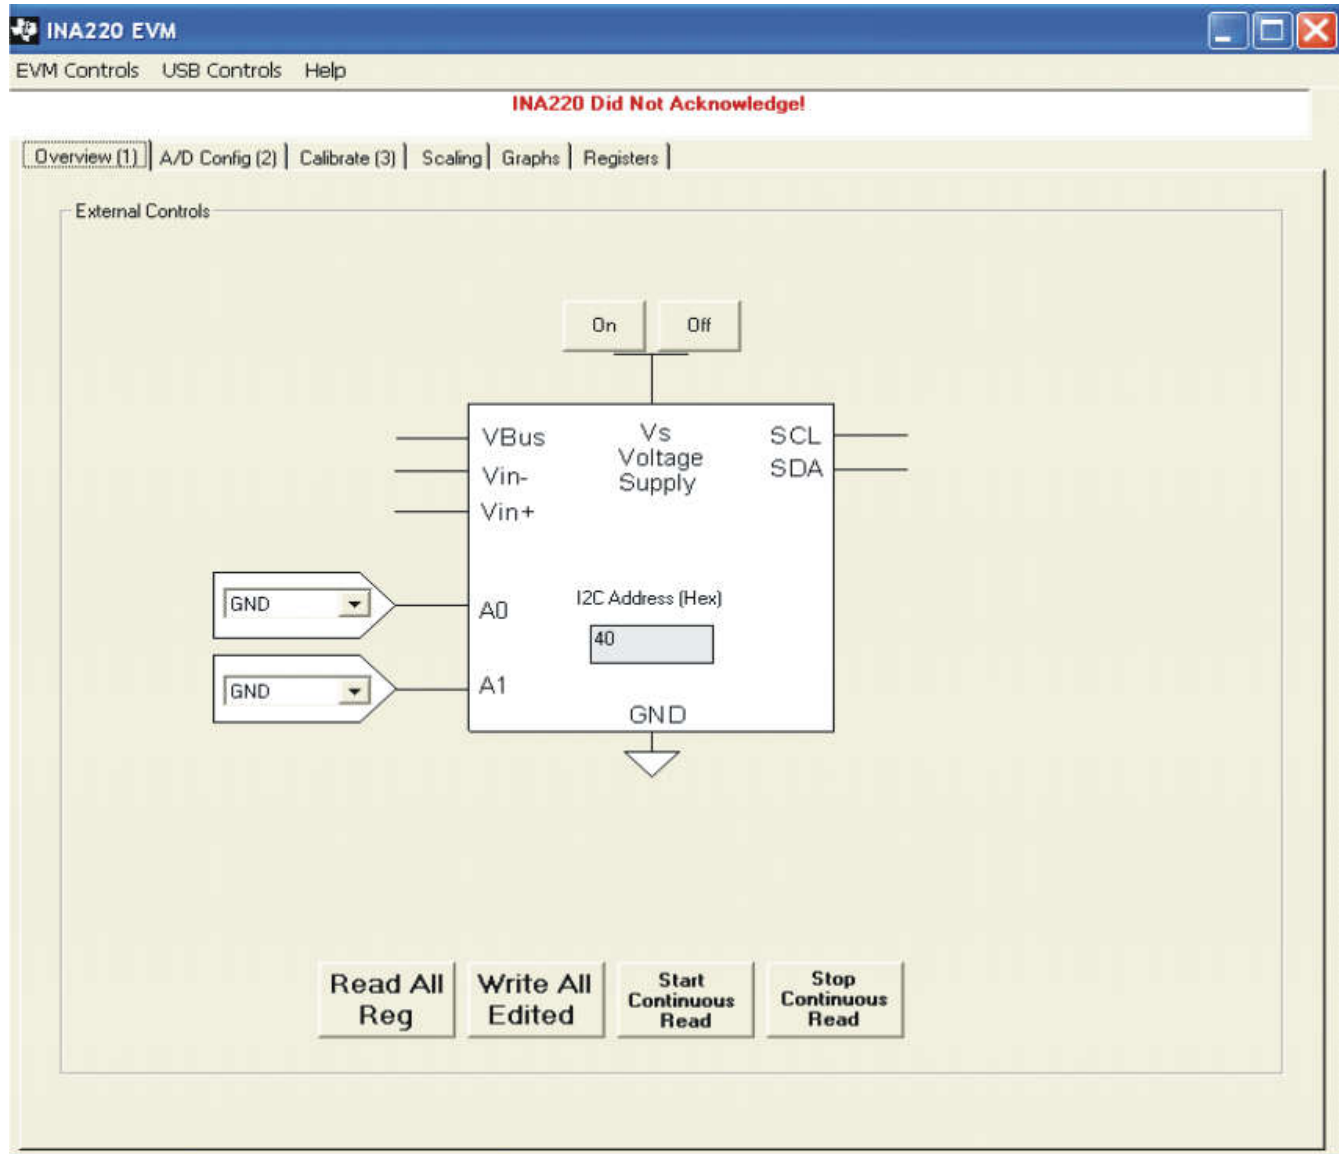 INA220 EVM
EVM Controls USB Controls Help
INA220 Did Not Acknowledge!
Overview (1) A/D Config (2) Calibrate (3) Scaling Graphs Registers
External Controls
On Off
VBus
Vin-
Vin+
Vs
Voltage
Supply
SCL
SDA
GND
A0
I2C Address (Hex)
40
GND
A1
GND
Read All
Reg
Write All
Edited
Start
Continuous
Read
Stop
Continuous
Read